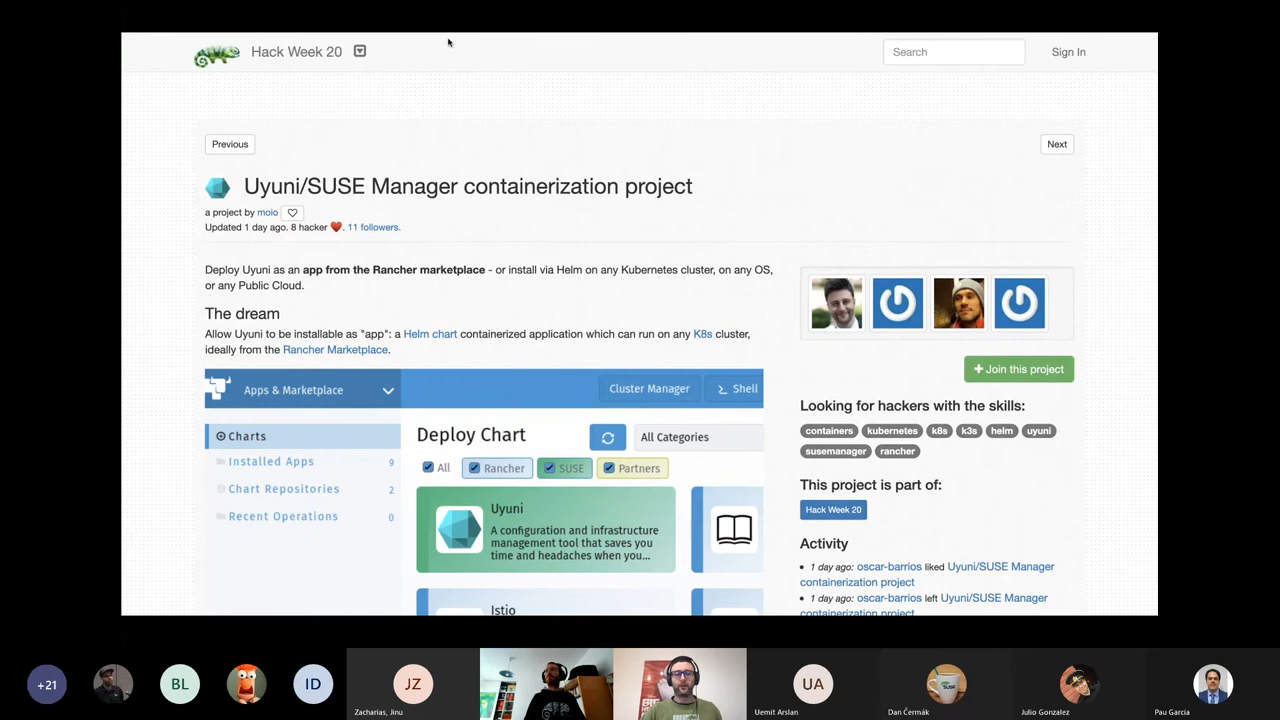 Hack Week 20
Search
Sign In
Previous
Next
Uyuni/SUSE Manager containerization project
a project by moio
Updated 1 day ago. 8 hacker ❤️. 11 followers.
Deploy Uyuni as an app from the Rancher marketplace - or install via Helm on any Kubernetes cluster, on any OS,
or any Public Cloud.
The dream
Allow Uyuni to be installable as "app": a Helm chart containerized application which can run on any K8s cluster,
ideally from the Rancher Marketplace.
Apps & Marketplace
Cluster Manager
Shell
Charts
Installed Apps 9
Chart Repositories 2
Recent Operations 0
Deploy Chart
All Categories
All
Rancher
SUSE
Partners
Uyuni
A configuration and infrastructure
management tool that saves you
time and headaches when you...
Istio
Join this project
Looking for hackers with the skills:
containers kubernetes k8s k3s helm uyuni
susemanager rancher
This project is part of:
Hack Week 20
Activity
1 day ago: oscar-barrios liked Uyuni/SUSE Manager
containerization project
1 day ago: oscar-barrios left Uyuni/SUSE Manager
containerization project
+21
BL
ID
JZ
Zacharias, Jinu
UA
Uemit Arslan
SUSE
Dan Čermák
Julio Gonzalez
Pau Garcia